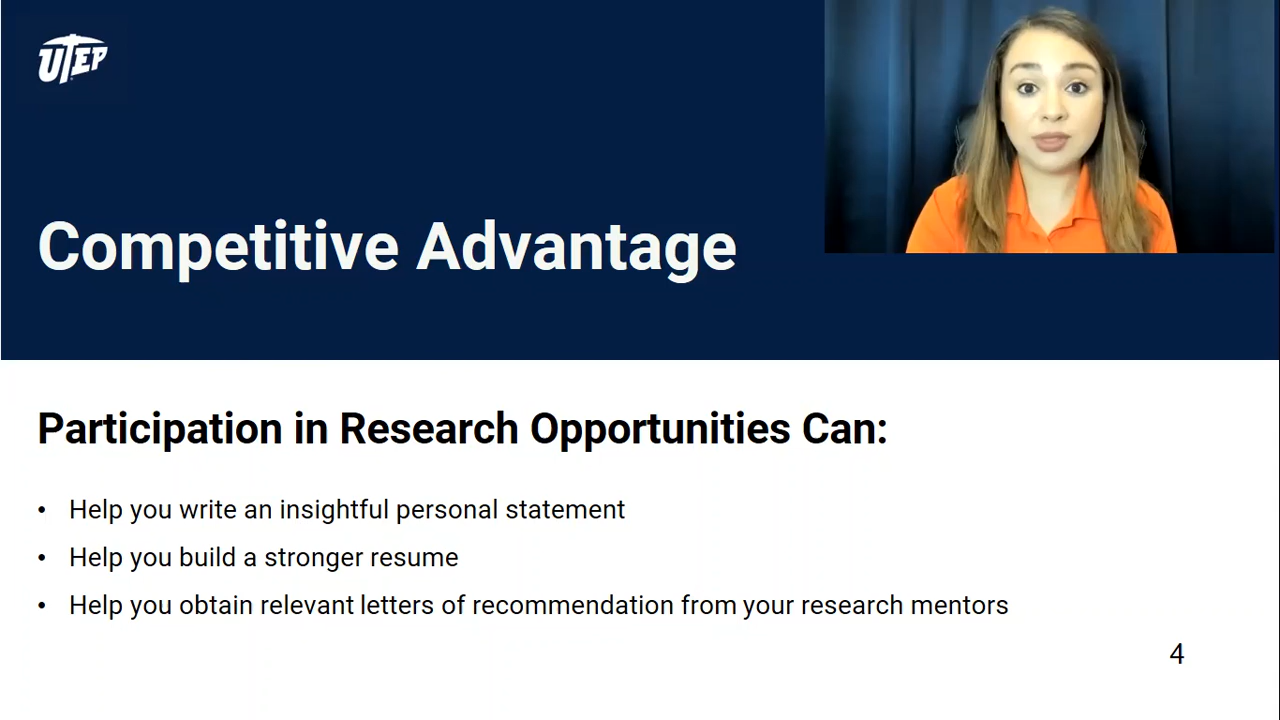 UTEP
Competitive Advantage
Participation in Research Opportunities Can:
• Help you write an insightful personal statement
• Help you build a stronger resume
• Help you obtain relevant letters of recommendation from your research mentors
4